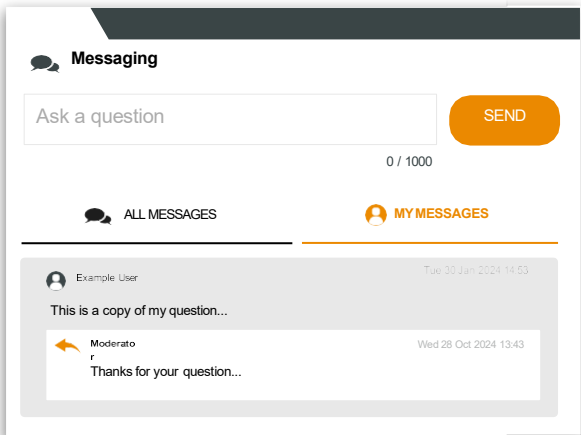 Messaging
Ask a question
SEND
0 / 1000
ALL MESSAGES
MY MESSAGES
Example User
Tue 30 Jan 2024 14:53
This is a copy of my question...
Moderato
r
Wed 28 Oct 2024 13:43
Thanks for your question...